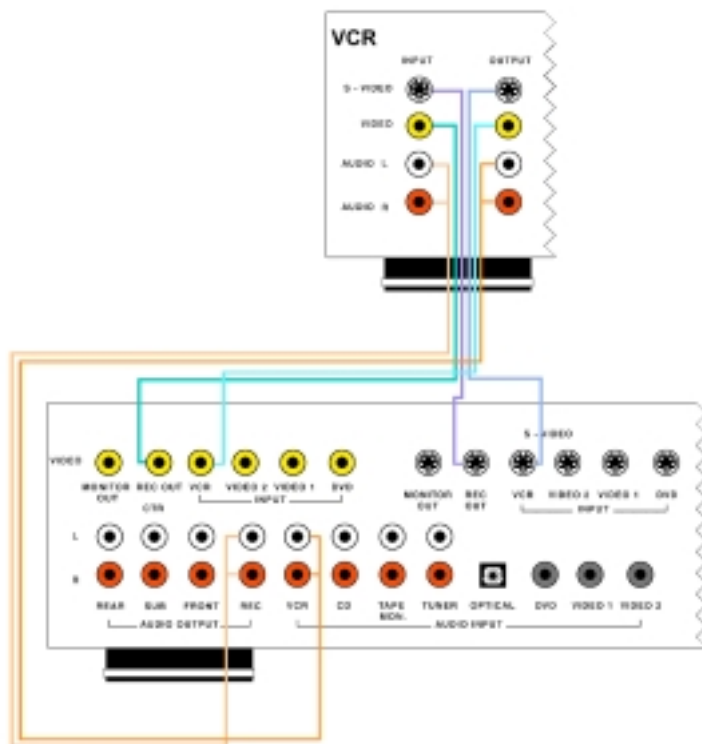 VCR
INPUT OUTPUT
S - VIDEO
VIDEO
AUDIO L
AUDIO R
S - VIDEO
VIDEO
MONITOR OUT REC OUT VCR VIDEO 2 VIDEO 1 DVD
INPUT
MONITOR OUT REC OUT VCR VIDEO 2 VIDEO 1 DVD
INPUT
CTR
L
R
REAR SUB FRONT REC VCR CD TAPE MON. TUNER OPTICAL DVD VIDEO 1 VIDEO 2
AUDIO OUTPUT AUDIO INPUT